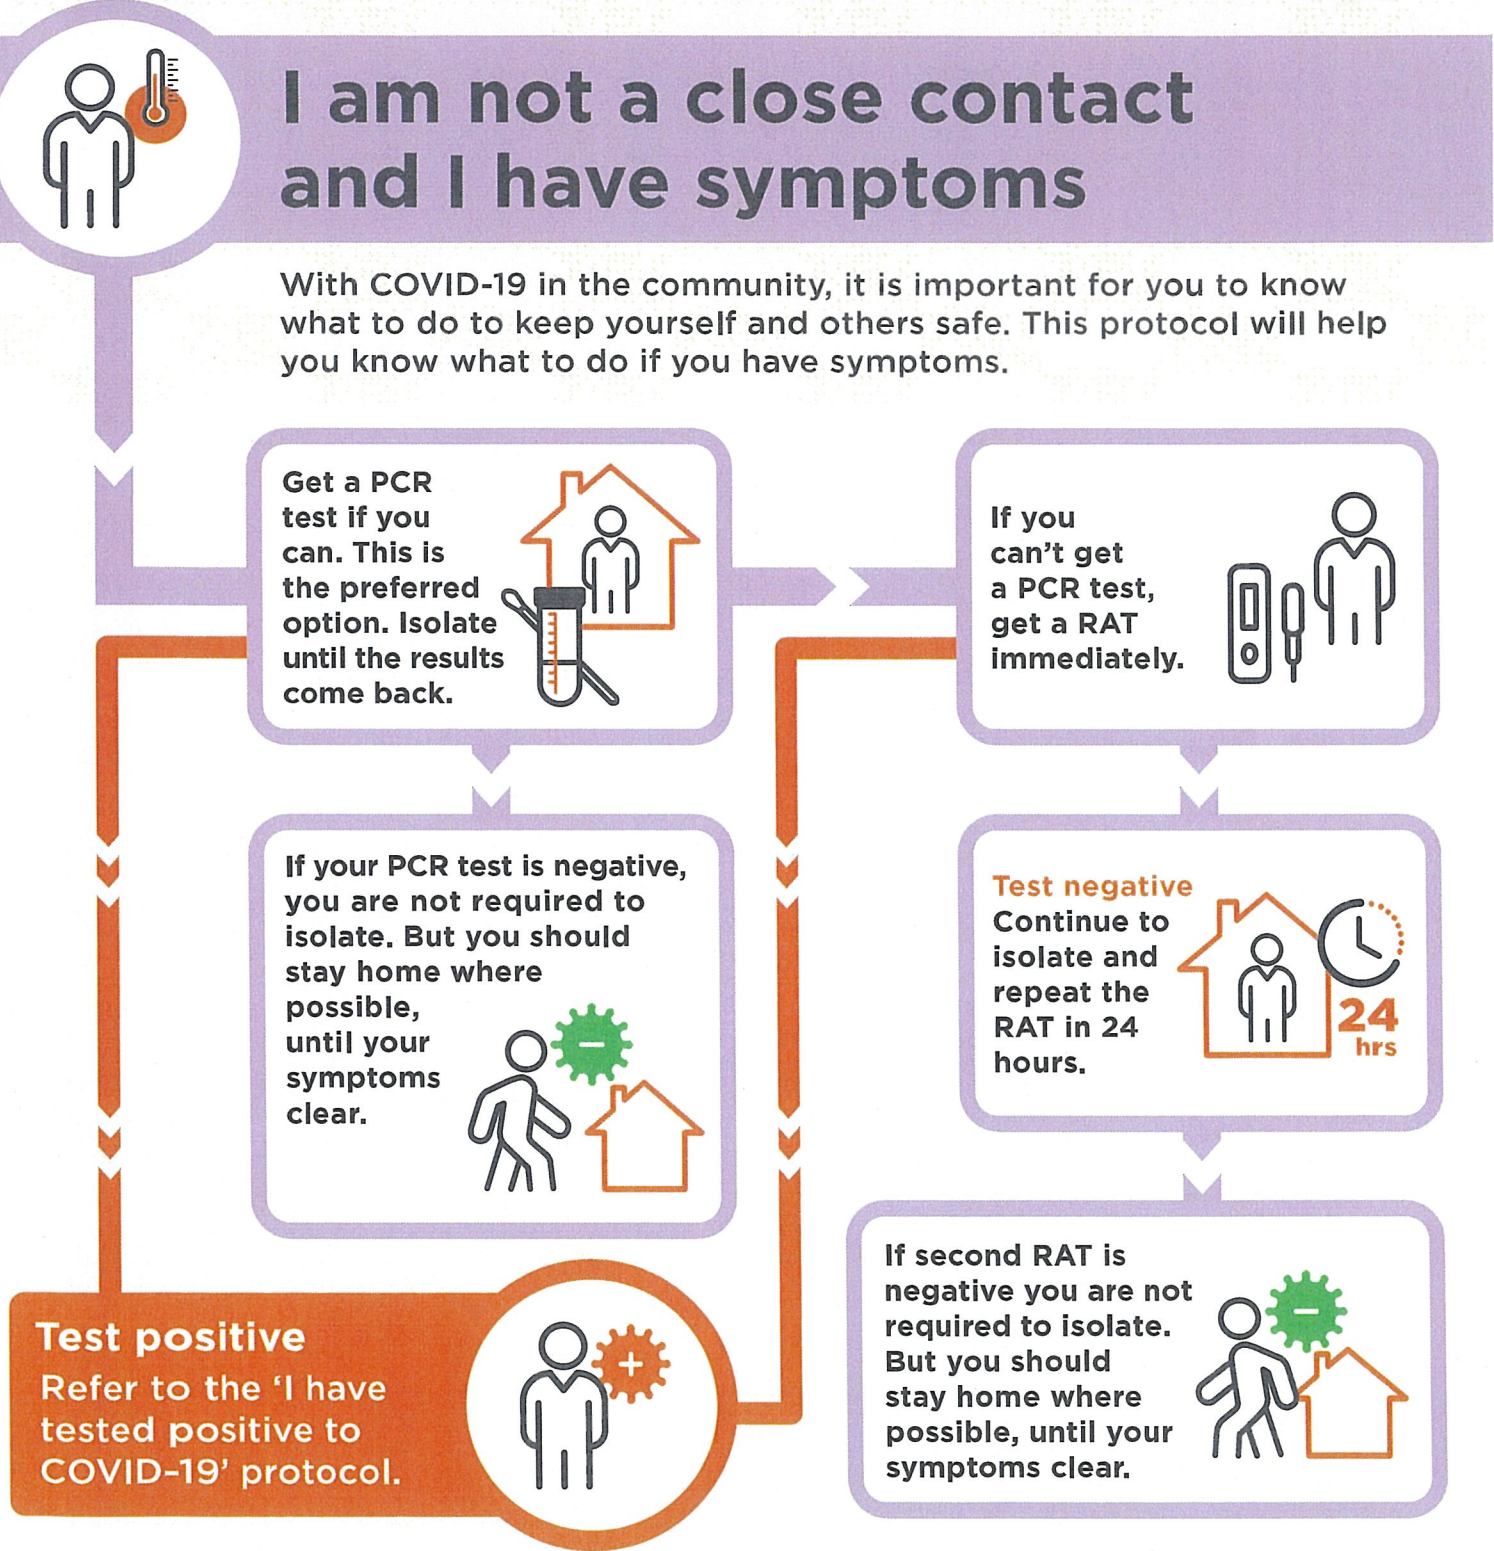 I am not a close contact
and I have symptoms
With COVID-19 in the community, it is important for you to know
what to do to keep yourself and others safe. This protocol will help
you know what to do if you have symptoms.
Get a PCR
test if you
can. This is
the preferred
option. Isolate
until the results
come back.
If you
can't get
a PCR test,
get a RAT
immediately.
If your PCR test is negative,
you are not required to
isolate. But you should
stay home where
possible,
until your
symptoms
clear.
Test negative
Continue to
isolate and
repeat the
RAT in 24
hours.
24
hrs
If second RAT is
negative you are not
required to isolate.
But you should
stay home where
possible, until your
symptoms clear.
Test positive
Refer to the ‘I have
tested positive to
COVID-19’ protocol.